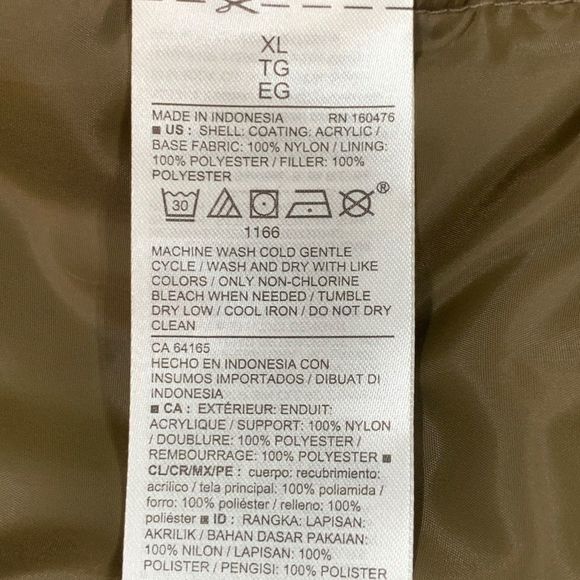 XL
TG
EG
MADE IN INDONESIA RN 160476
■ US : SHELL: COATING: ACRYLIC /
BASE FABRIC: 100% NYLON / LINING:
100% POLYESTER / FILLER: 100%
POLYESTER
30 ®
1166
MACHINE WASH COLD GENTLE
CYCLE / WASH AND DRY WITH LIKE
COLORS / ONLY NON-CHLORINE
BLEACH WHEN NEEDED / TUMBLE
DRY LOW / COOL IRON / DO NOT DRY
CLEAN
CA 64165
HECHO EN INDONESIA CON
INSUMOS IMPORTADOS / DIBUAT DI
INDONESIA
■ CA : EXTÉRIEUR: ENDUIT:
ACRYLIQUE / SUPPORT: 100% NYLON
/ DOUBLURE: 100% POLYESTER /
REMBOURRAGE: 100% POLYESTER ■
CL/CR/MX/PE : cuerpo: recubrimiento:
acrílico / tela principal: 100% poliamida /
forro: 100% poliéster / relleno: 100%
poliéster ■ ID : RANGKA: LAPISAN:
AKRILIK / BAHAN DASAR PAKAIAN:
100% NILON / LAPISAN: 100%
POLISTER / PENGISI: 100% POLISTER